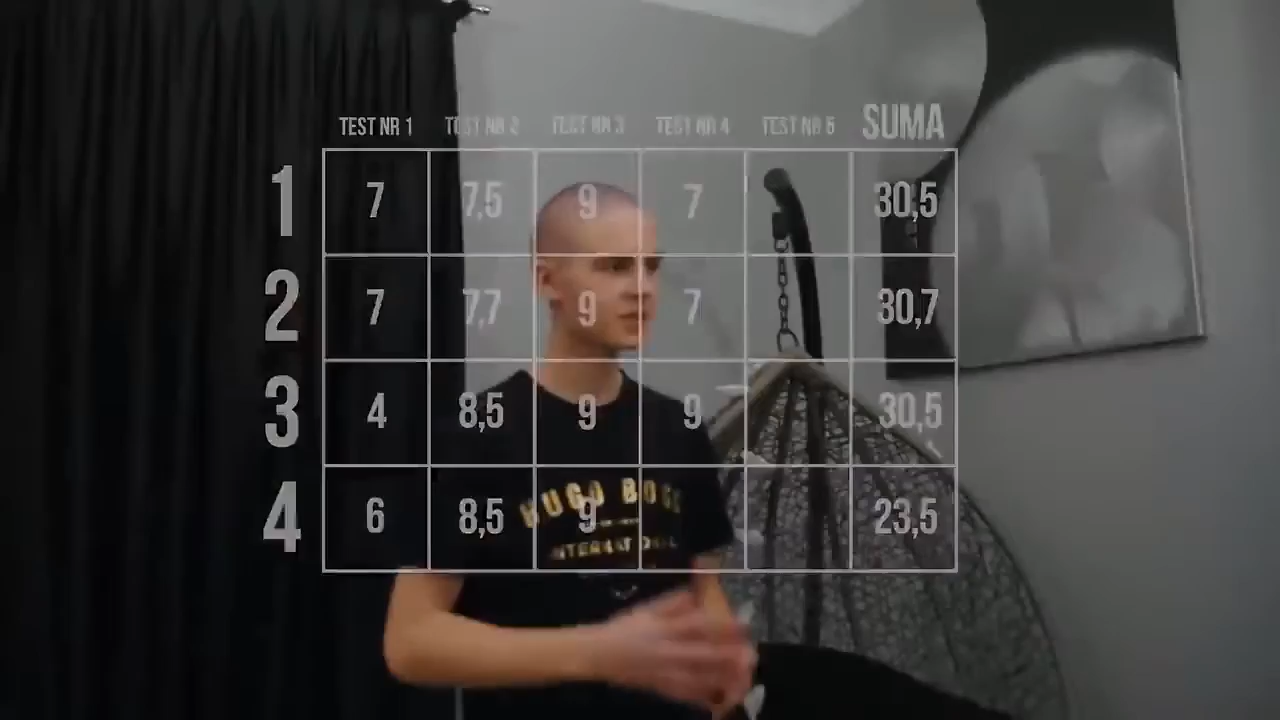 TEST NR 1 TEST NR 2 TEST NR 3 TEST NR 4 TEST NR 5 SUMA
1 7 7,5 9 7 30,5
2 7 7,7 9 7 30,7
3 4 8,5 9 9 30,5
4 6 8,5 9 23,5
HUGO BOSS